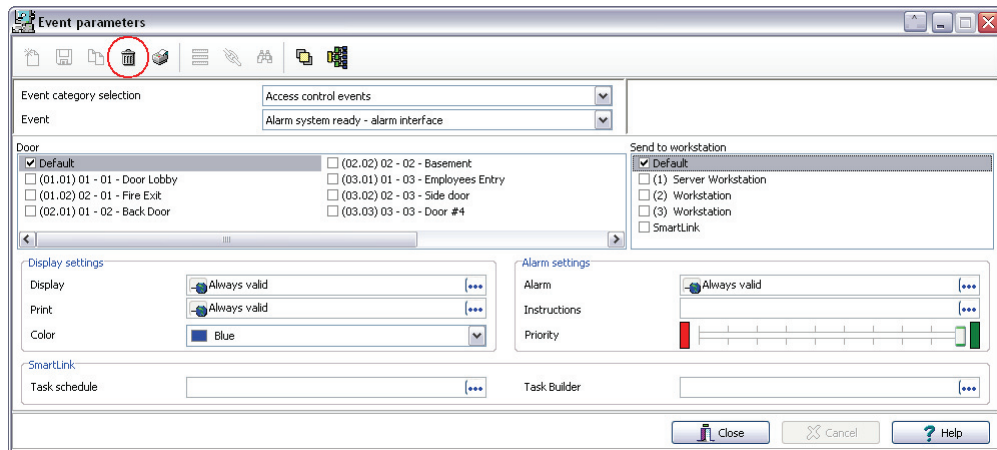 Event parameters
Event category selection
Access control events
Event
Alarm system ready - alarm interface
Door
Send to workstation
Default
(02.02) 02 - 02 - Basement
Default
(01.01) 01 - 01 - Door Lobby
(03.01) 01 - 03 - Employees Entry
(1) Server Workstation
(01.02) 02 - 01 - Fire Exit
(03.02) 02 - 03 - Side door
(2) Workstation
(02.01) 01 - 02 - Back Door
(03.03) 03 - 03 - Door #4
(3) Workstation
SmartLink
Display settings
Alarm settings
Display
Always valid
Alarm
Always valid
Print
Always valid
Instructions
Color
Blue
Priority
SmartLink
Task schedule
Task Builder
Close
Cancel
? Help